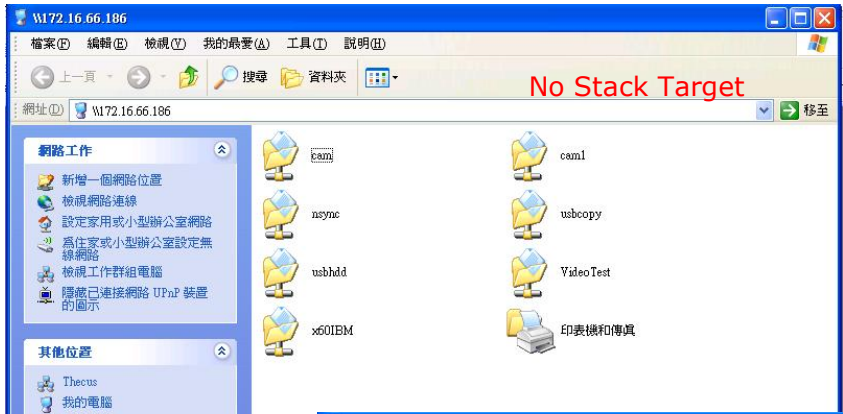 \\172.16.66.186
檔案(F) 編輯(E) 檢視(V) 我的最愛(A) 工具(T) 說明(H)
上一頁 搜尋 資料夾
No Stack Target
網址(D) \\172.16.66.186 移至
網路工作
新增一個網路位置
檢視網路連線
設定家用或小型辦公室網路
為住家或小型辦公室設定無
線網路
檢視工作群組電腦
隱藏已連接網路 UPnP 裝置
的圖示
其他位置
Thecus
我的電腦
cam cam1
nsync usbcopy
usbhdd VideoTest
x60IBM 印表機和傳真